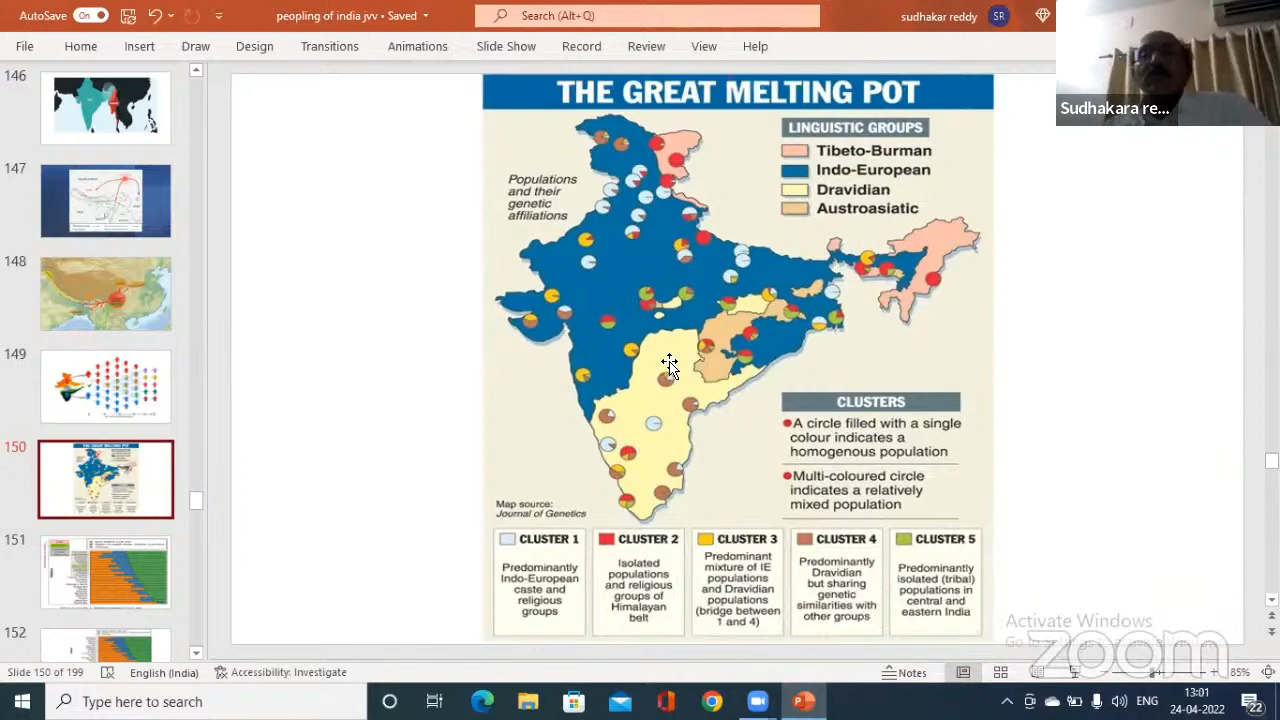 AutoSave On peopling of india jvv • Saved Search (Alt+Q) sudhakar reddy SR
File Home Insert Draw Design Transitions Animations Slide Show Record Review View Help
Sudhakara re...
146
147
148
149
150
151
152
THE GREAT MELTING POT
LINGUISTIC GROUPS
Tibeto-Burman
Indo-European
Dravidian
Austroasiatic
Populations
and their
genetic
affiliations
CLUSTERS
A circle filled with a single
colour indicates a
homogenous population
Multi-coloured circle
indicates a relatively
mixed population
Map source:
Journal of Genetics
CLUSTER 1
Predominantly
Indo-European
caste and
religious
groups
CLUSTER 2
Isolated
populations
and religious
groups of
Himalayan
belt
CLUSTER 3
Predominant
mixture of IE
populations
and Dravidian
populations
(bridge between
1 and 4)
CLUSTER 4
Predominantly
Dravidian
but sharing
genetic
similarities with
other groups
CLUSTER 5
Predominantly
isolated (tribal)
populations in
central and
eastern India
Activate Windows
zoom
Slide 150 of 199 English (India) Accessibility: Investigate Notes 85%
Type here to search ENG 13:01
24-04-2022 22